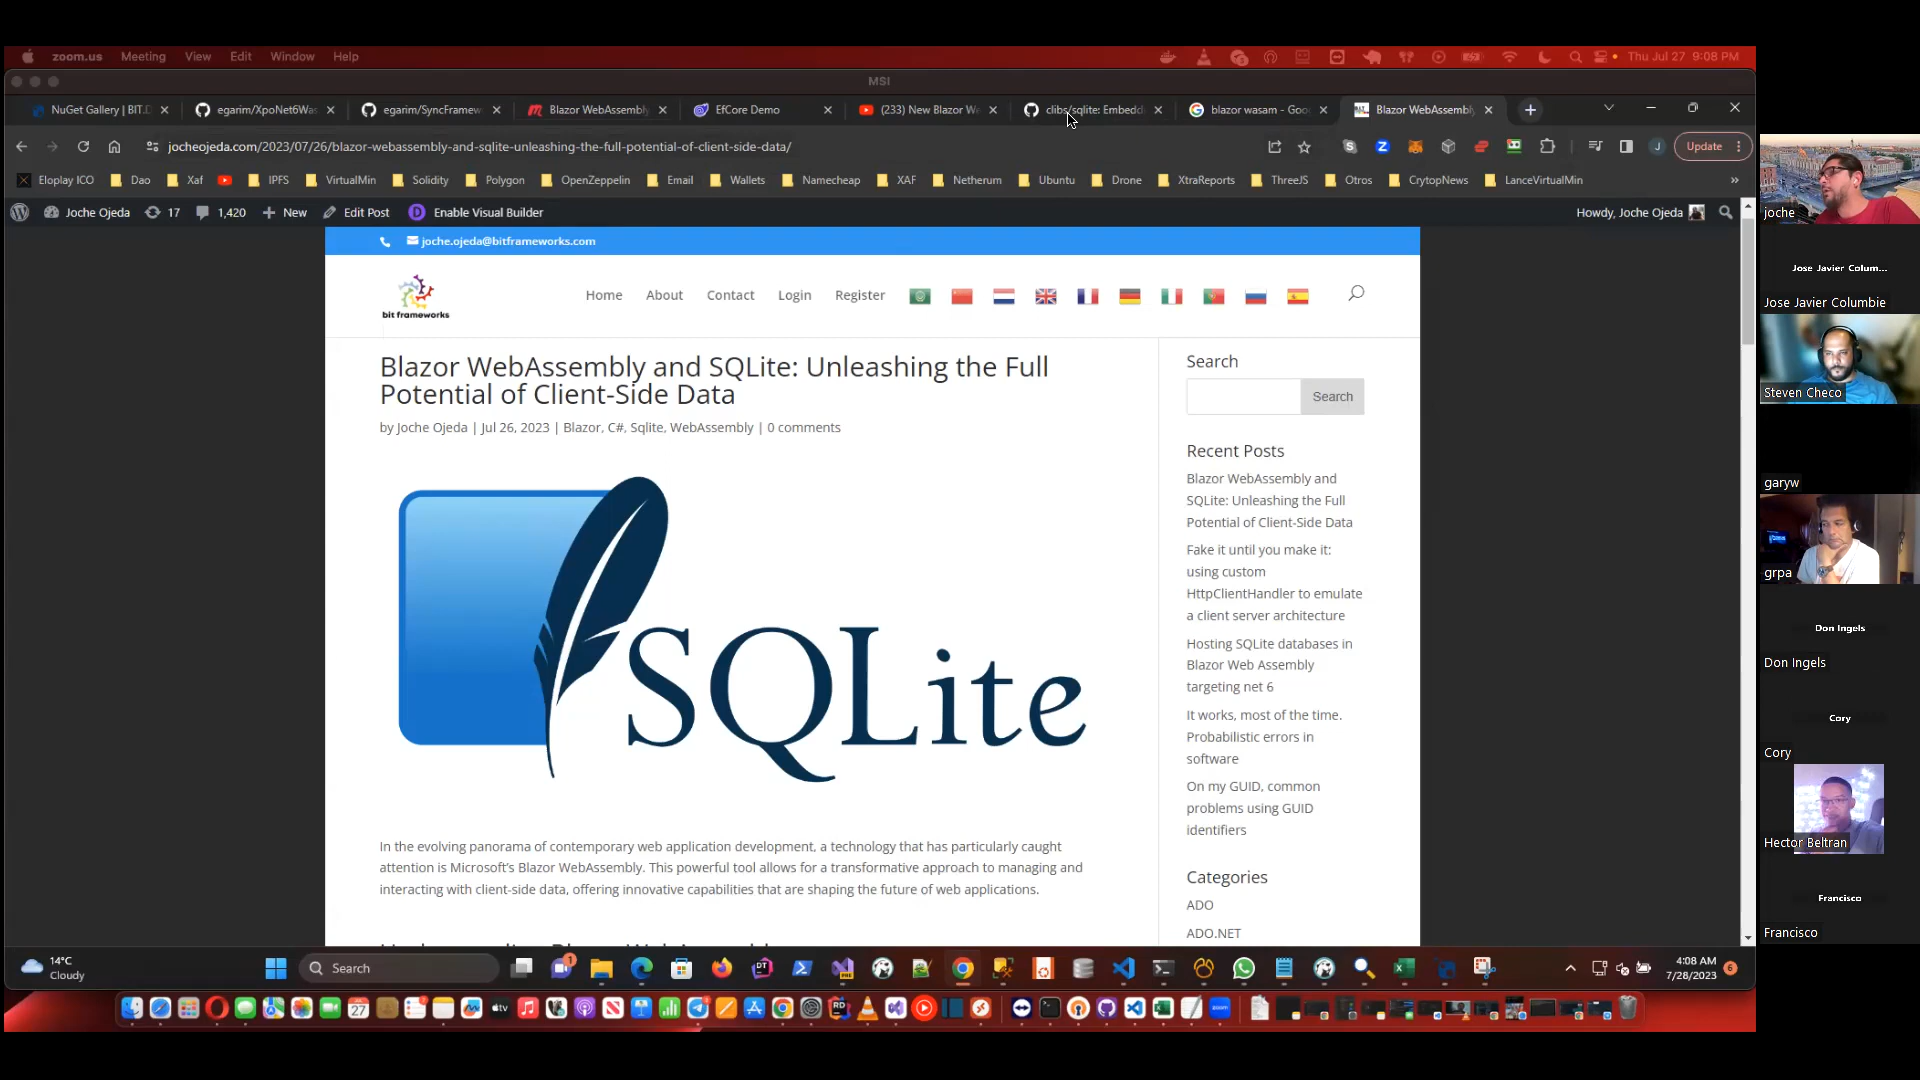 zoom.us Meeting View Edit Window Help
Thu Jul 27 9:08 PM
MSI
NuGet Gallery | BIT.D
egarim/XpoNet6Was
egarim/SyncFramew
Blazor WebAssembly
EfCore Demo
(233) New Blazor We
clibs/sqlite: Embedd
blazor wasam - Goo
Blazor WebAssembly
jocheojeda.com/2023/07/26/blazor-webassembly-and-sqlite-unleashing-the-full-potential-of-client-side-data/
J
Update
Eloplay ICO Dao Xaf IPFS VirtualMin Solidity Polygon OpenZeppelin Email Wallets Namecheap XAF Netherum Ubuntu Drone XtraReports ThreeJS Otros CrytopNews LanceVirtualMin
Joche Ojeda 17 1,420 New Edit Post Enable Visual Builder
Howdy, Joche Ojeda
joche.ojeda@bitframeworks.com
bit frameworks
Home About Contact Login Register
Blazor WebAssembly and SQLite: Unleashing the Full
Potential of Client-Side Data
by Joche Ojeda | Jul 26, 2023 | Blazor, C#, Sqlite, WebAssembly | 0 comments
SQLite
In the evolving panorama of contemporary web application development, a technology that has particularly caught
attention is Microsoft's Blazor WebAssembly. This powerful tool allows for a transformative approach to managing and
interacting with client-side data, offering innovative capabilities that are shaping the future of web applications.
Search
Search
Recent Posts
Blazor WebAssembly and
SQLite: Unleashing the Full
Potential of Client-Side Data
Fake it until you make it:
using custom
HttpClientHandler to emulate
a client server architecture
Hosting SQLite databases in
Blazor Web Assembly
targeting net 6
It works, most of the time.
Probabilistic errors in
software
On my GUID, common
problems using GUID
identifiers
Categories
ADO
ADO.NET
14°C
Cloudy
Search
4:08 AM
7/28/2023
6
joche
Jose Javier Colum...
Jose Javier Columbie
Steven Checo
garyw
grpa
Don Ingels
Don Ingels
Cory
Cory
Hector Beltran
Francisco
Francisco